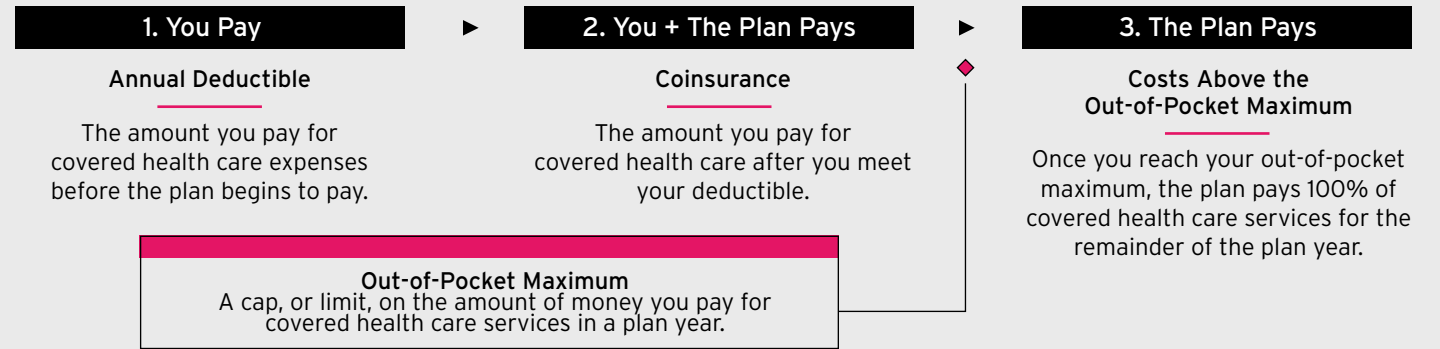 1. You Pay
Annual Deductible
The amount you pay for
covered health care expenses
before the plan begins to pay.
2. You + The Plan Pays
Coinsurance
The amount you pay for
covered health care after you meet
your deductible.
Out-of-Pocket Maximum
A cap, or limit, on the amount of money you pay for
covered health care services in a plan year.
3. The Plan Pays
Costs Above the
Out-of-Pocket Maximum
Once you reach your out-of-pocket
maximum, the plan pays 100% of
covered health care services for the
remainder of the plan year.